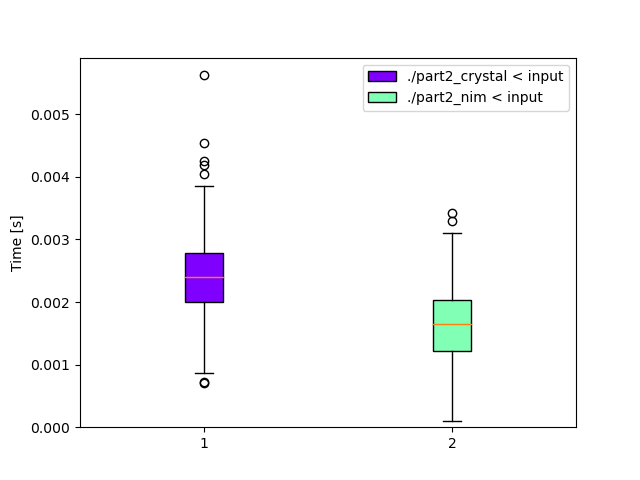 ./part2_crystal < input
./part2_nim < input
0.005
0.004
0.003
0.002
0.001
0.000
Time [s]
1
2